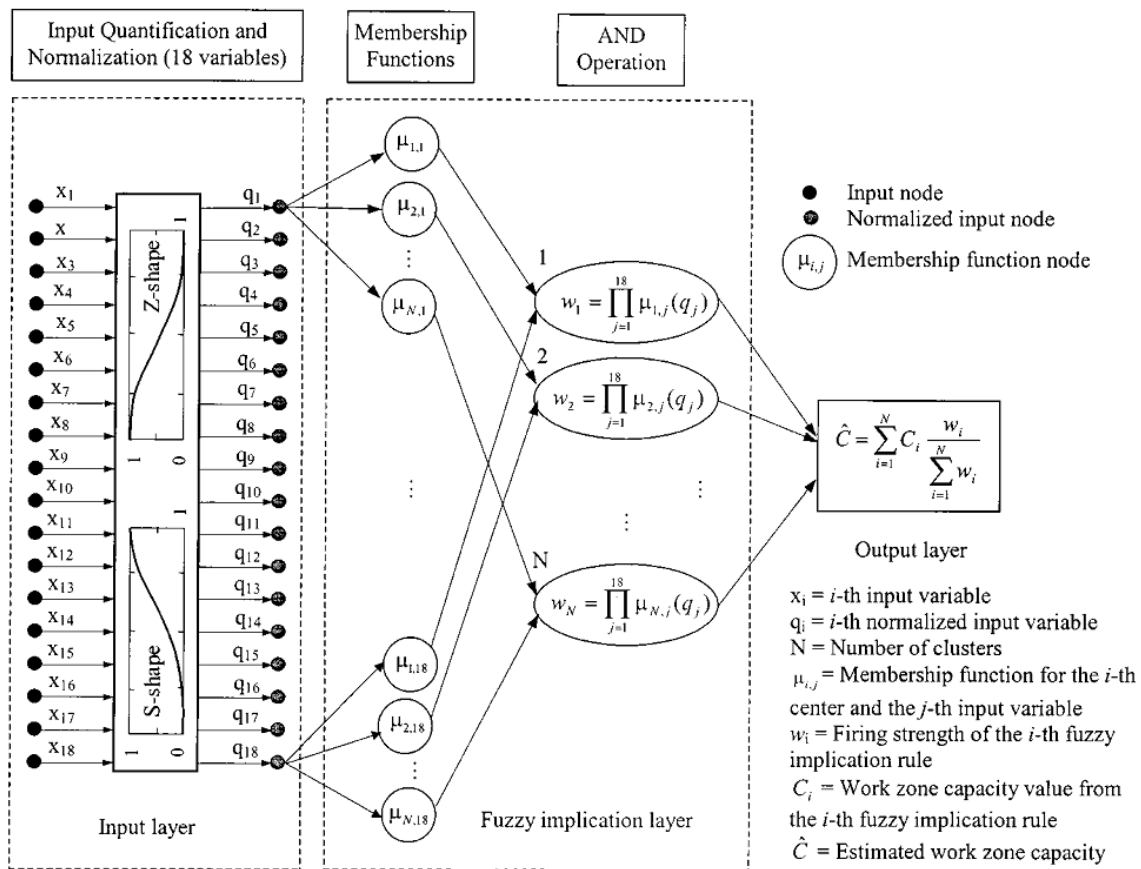 Input Quantification and
Normalization (18 variables)
Membership
Functions
AND
Operation
x₁
x
x₃
x₄
x₅
x₆
x₇
x₈
x₉
x₁₀
x₁₁
x₁₂
x₁₃
x₁₄
x₁₅
x₁₆
x₁₇
x₁₈
Z-shape
1
0
1
S-shape
1
0
1
q₁
q₂
q₃
q₄
q₅
q₆
q₇
q₈
q₉
q₁₀
q₁₁
q₁₂
q₁₃
q₁₄
q₁₅
q₁₆
q₁₇
q₁₈
Input layer
μ₁,₁
μ₂,₁
...
μ_N,₁
...
μ₁,₁₈
μ₂,₁₈
...
μ_N,₁₈
1
w₁ = ∏_{j=1}^{18} μ₁,ⱼ(qⱼ)
2
w₂ = ∏_{j=1}^{18} μ₂,ⱼ(qⱼ)
...
...
N
w_N = ∏_{j=1}^{18} μ_N,ⱼ(qⱼ)
Fuzzy implication layer
Input node
Normalized input node
μᵢ,ⱼ Membership function node
Ĉ = ∑_{i=1}^{N} Cᵢ wᵢ / ∑_{i=1}^{N} wᵢ
Output layer
xᵢ = i-th input variable
qᵢ = i-th normalized input variable
N = Number of clusters
μᵢ,ⱼ = Membership function for the i-th
center and the j-th input variable
wᵢ = Firing strength of the i-th fuzzy
implication rule
Cᵢ = Work zone capacity value from
the i-th fuzzy implication rule
Ĉ = Estimated work zone capacity